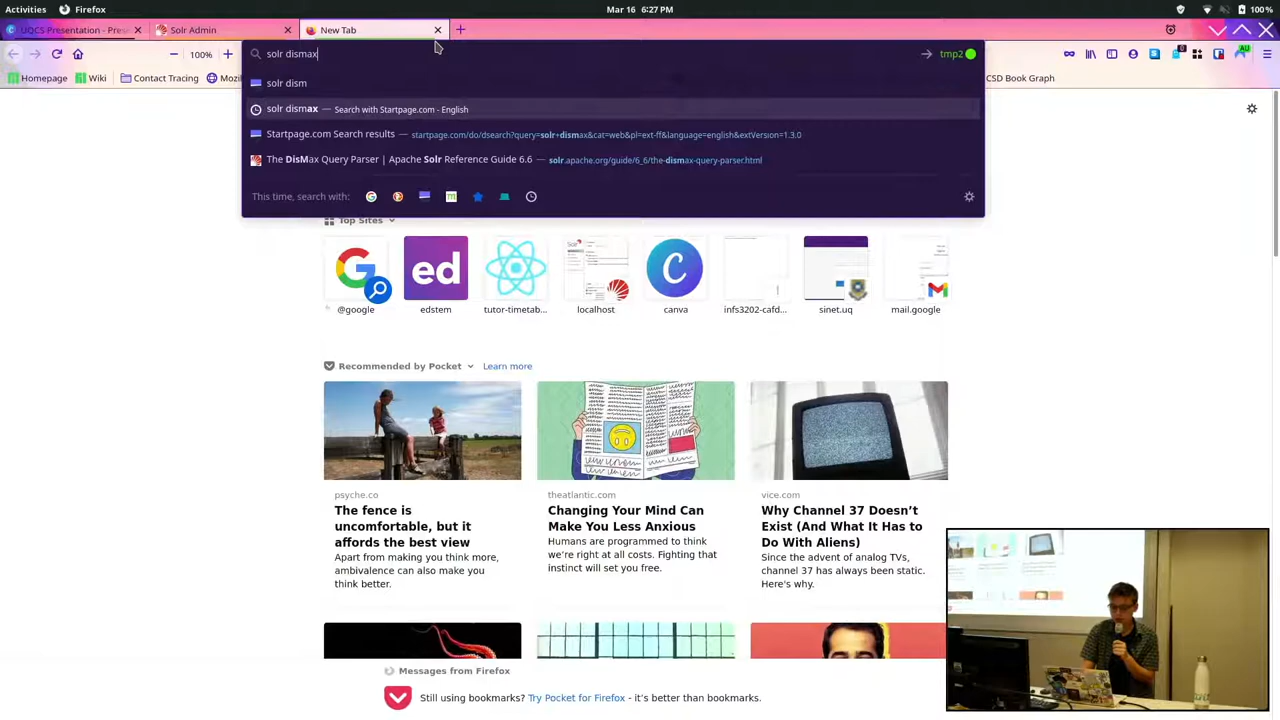 Activities
Firefox
Mar 16 6:27 PM
100%
UQCS Presentation - Pres
Solr Admin
New Tab
100%
solr dismax
tmp2
Homepage
Wiki
Contact Tracing
CSD Book Graph
solr dism
solr dismax — Search with Startpage.com - English
Startpage.com Search results — startpage.com/do/dsearch?query=solr+dismax&cat=web&pl=ext-ff&language=english&extVersion=1.3.0
The DisMax Query Parser | Apache Solr Reference Guide 6.6 — solr.apache.org/guide/6_6/the-dismax-query-parser.html
This time, search with:
Top Sites
@google
edstem
tutor-timetab...
localhost
canva
infs3202-cafd...
sinet.uq
mail.google
Recommended by Pocket
Learn more
psyche.co
The fence is
uncomfortable, but it
affords the best view
Apart from making you think more,
ambivalence can also make you
think better.
theatlantic.com
Changing Your Mind Can
Make You Less Anxious
Humans are programmed to think
we're right at all costs. Fighting that
instinct will set you free.
vice.com
Why Channel 37 Doesn't
Exist (And What It Has to
Do With Aliens)
Since the advent of analog TVs,
channel 37 has always been static.
Here's why.
Messages from Firefox
Still using bookmarks? Try Pocket for Firefox - it's better than bookmarks.